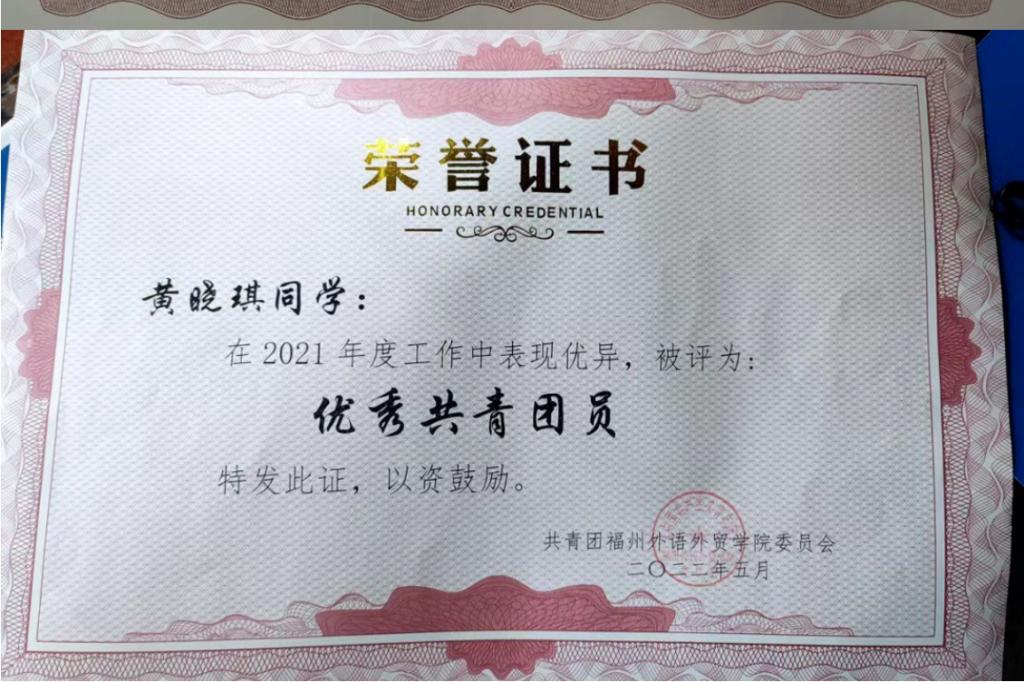 荣誉证书
HONORARY CREDENTIAL
黄晓琪同学：
在2021年度工作中表现优异，被评为：
优秀共青团员
特发此证，以资鼓励。
共青团福州外语外贸学院委员会
二〇二二年五月